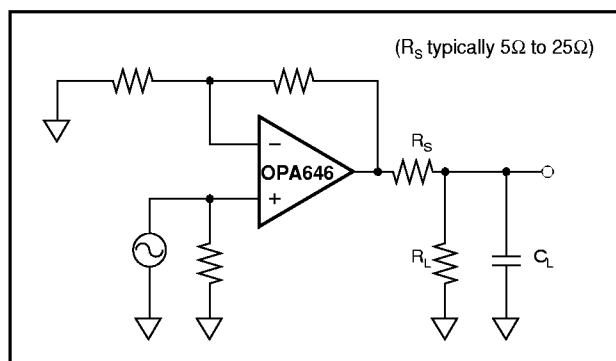 (RS typically 5Ω to 25Ω)
−
OPA646
+
RS
RL
CL